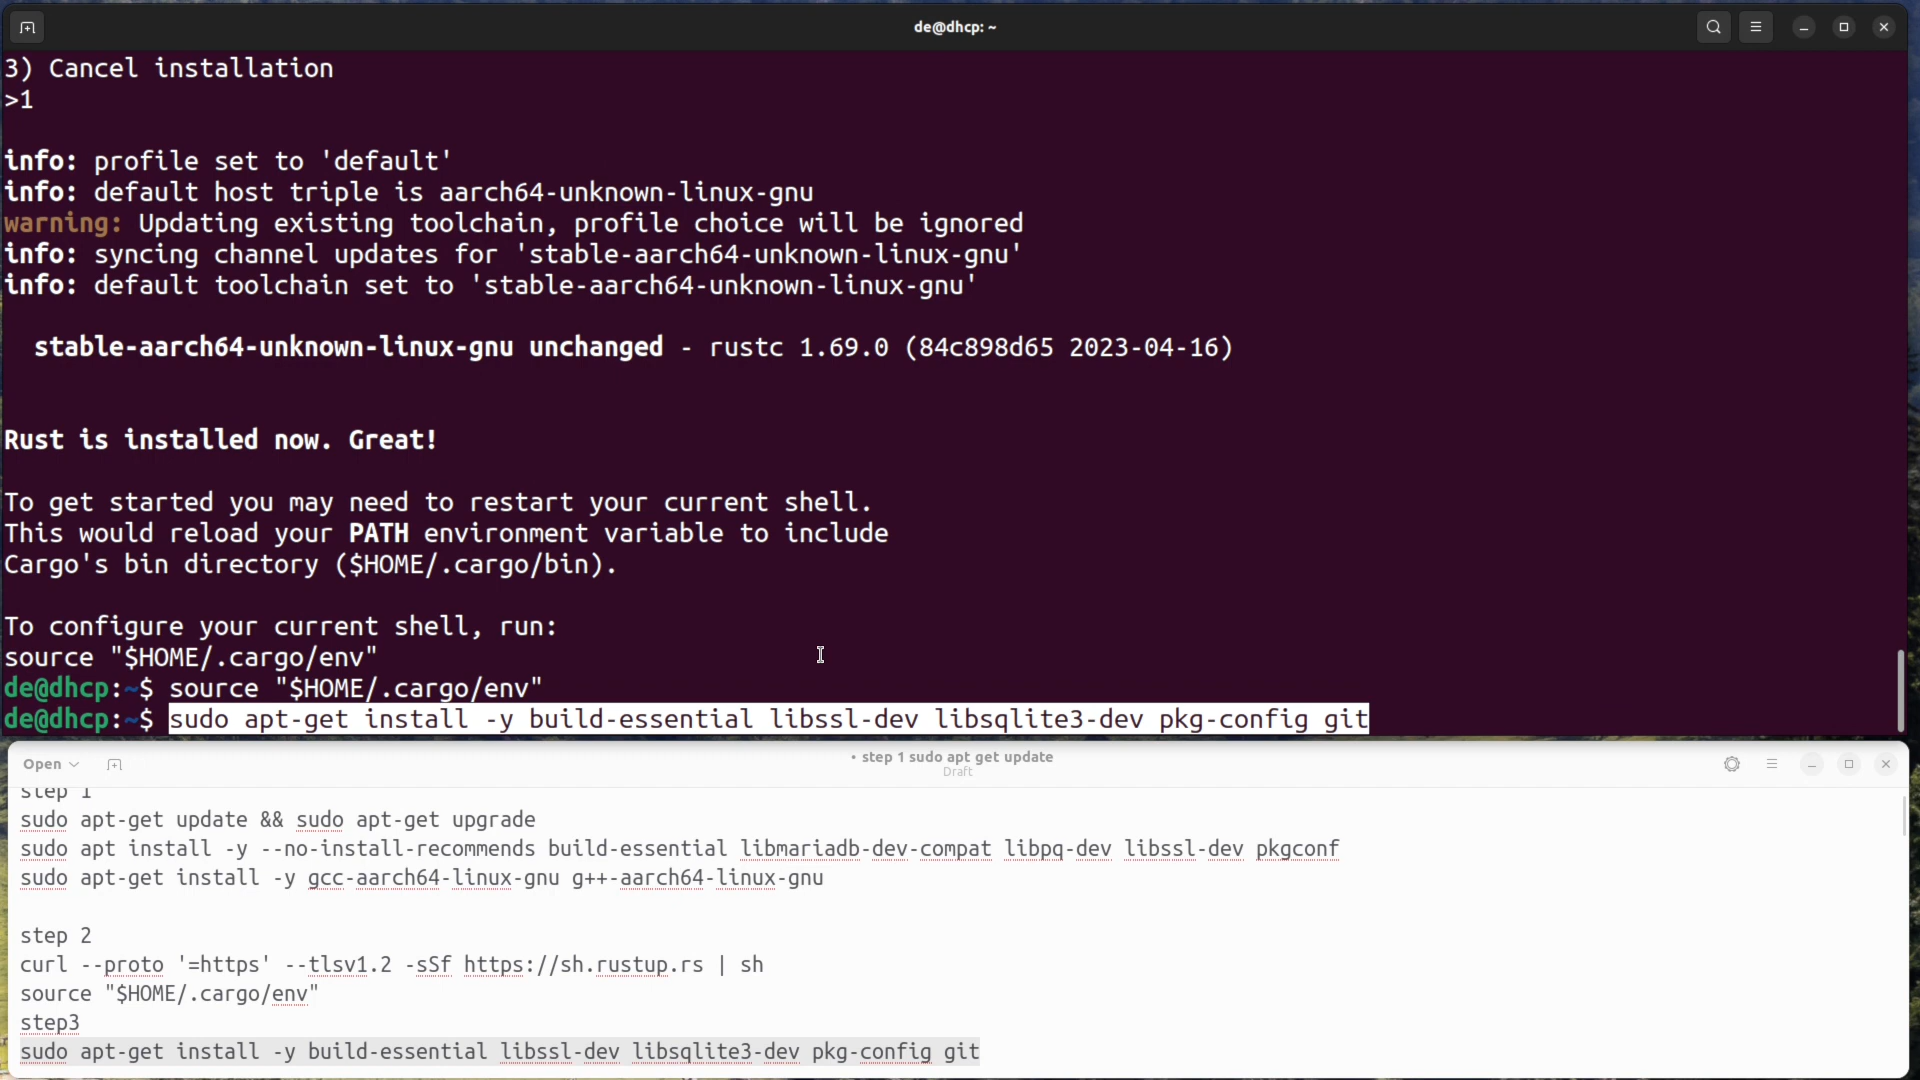 de@dhcp: ~
3) Cancel installation
>1
info: profile set to 'default'
info: default host triple is aarch64-unknown-linux-gnu
warning: Updating existing toolchain, profile choice will be ignored
info: syncing channel updates for 'stable-aarch64-unknown-linux-gnu'
info: default toolchain set to 'stable-aarch64-unknown-linux-gnu'
stable-aarch64-unknown-linux-gnu unchanged - rustc 1.69.0 (84c898d65 2023-04-16)
Rust is installed now. Great!
To get started you may need to restart your current shell.
This would reload your PATH environment variable to include
Cargo's bin directory ($HOME/.cargo/bin).
To configure your current shell, run:
source "$HOME/.cargo/env"
de@dhcp:~$ source "$HOME/.cargo/env"
de@dhcp:~$ sudo apt-get install -y build-essential libssl-dev libsqlite3-dev pkg-config git
Open
• step 1 sudo apt get update
Draft
step 1
sudo apt-get update && sudo apt-get upgrade
sudo apt install -y --no-install-recommends build-essential libmariadb-dev-compat libpq-dev libssl-dev pkgconf
sudo apt-get install -y gcc-aarch64-linux-gnu g++-aarch64-linux-gnu
step 2
curl --proto '=https' --tlsv1.2 -sSf https://sh.rustup.rs | sh
source "$HOME/.cargo/env"
step3
sudo apt-get install -y build-essential libssl-dev libsqlite3-dev pkg-config git